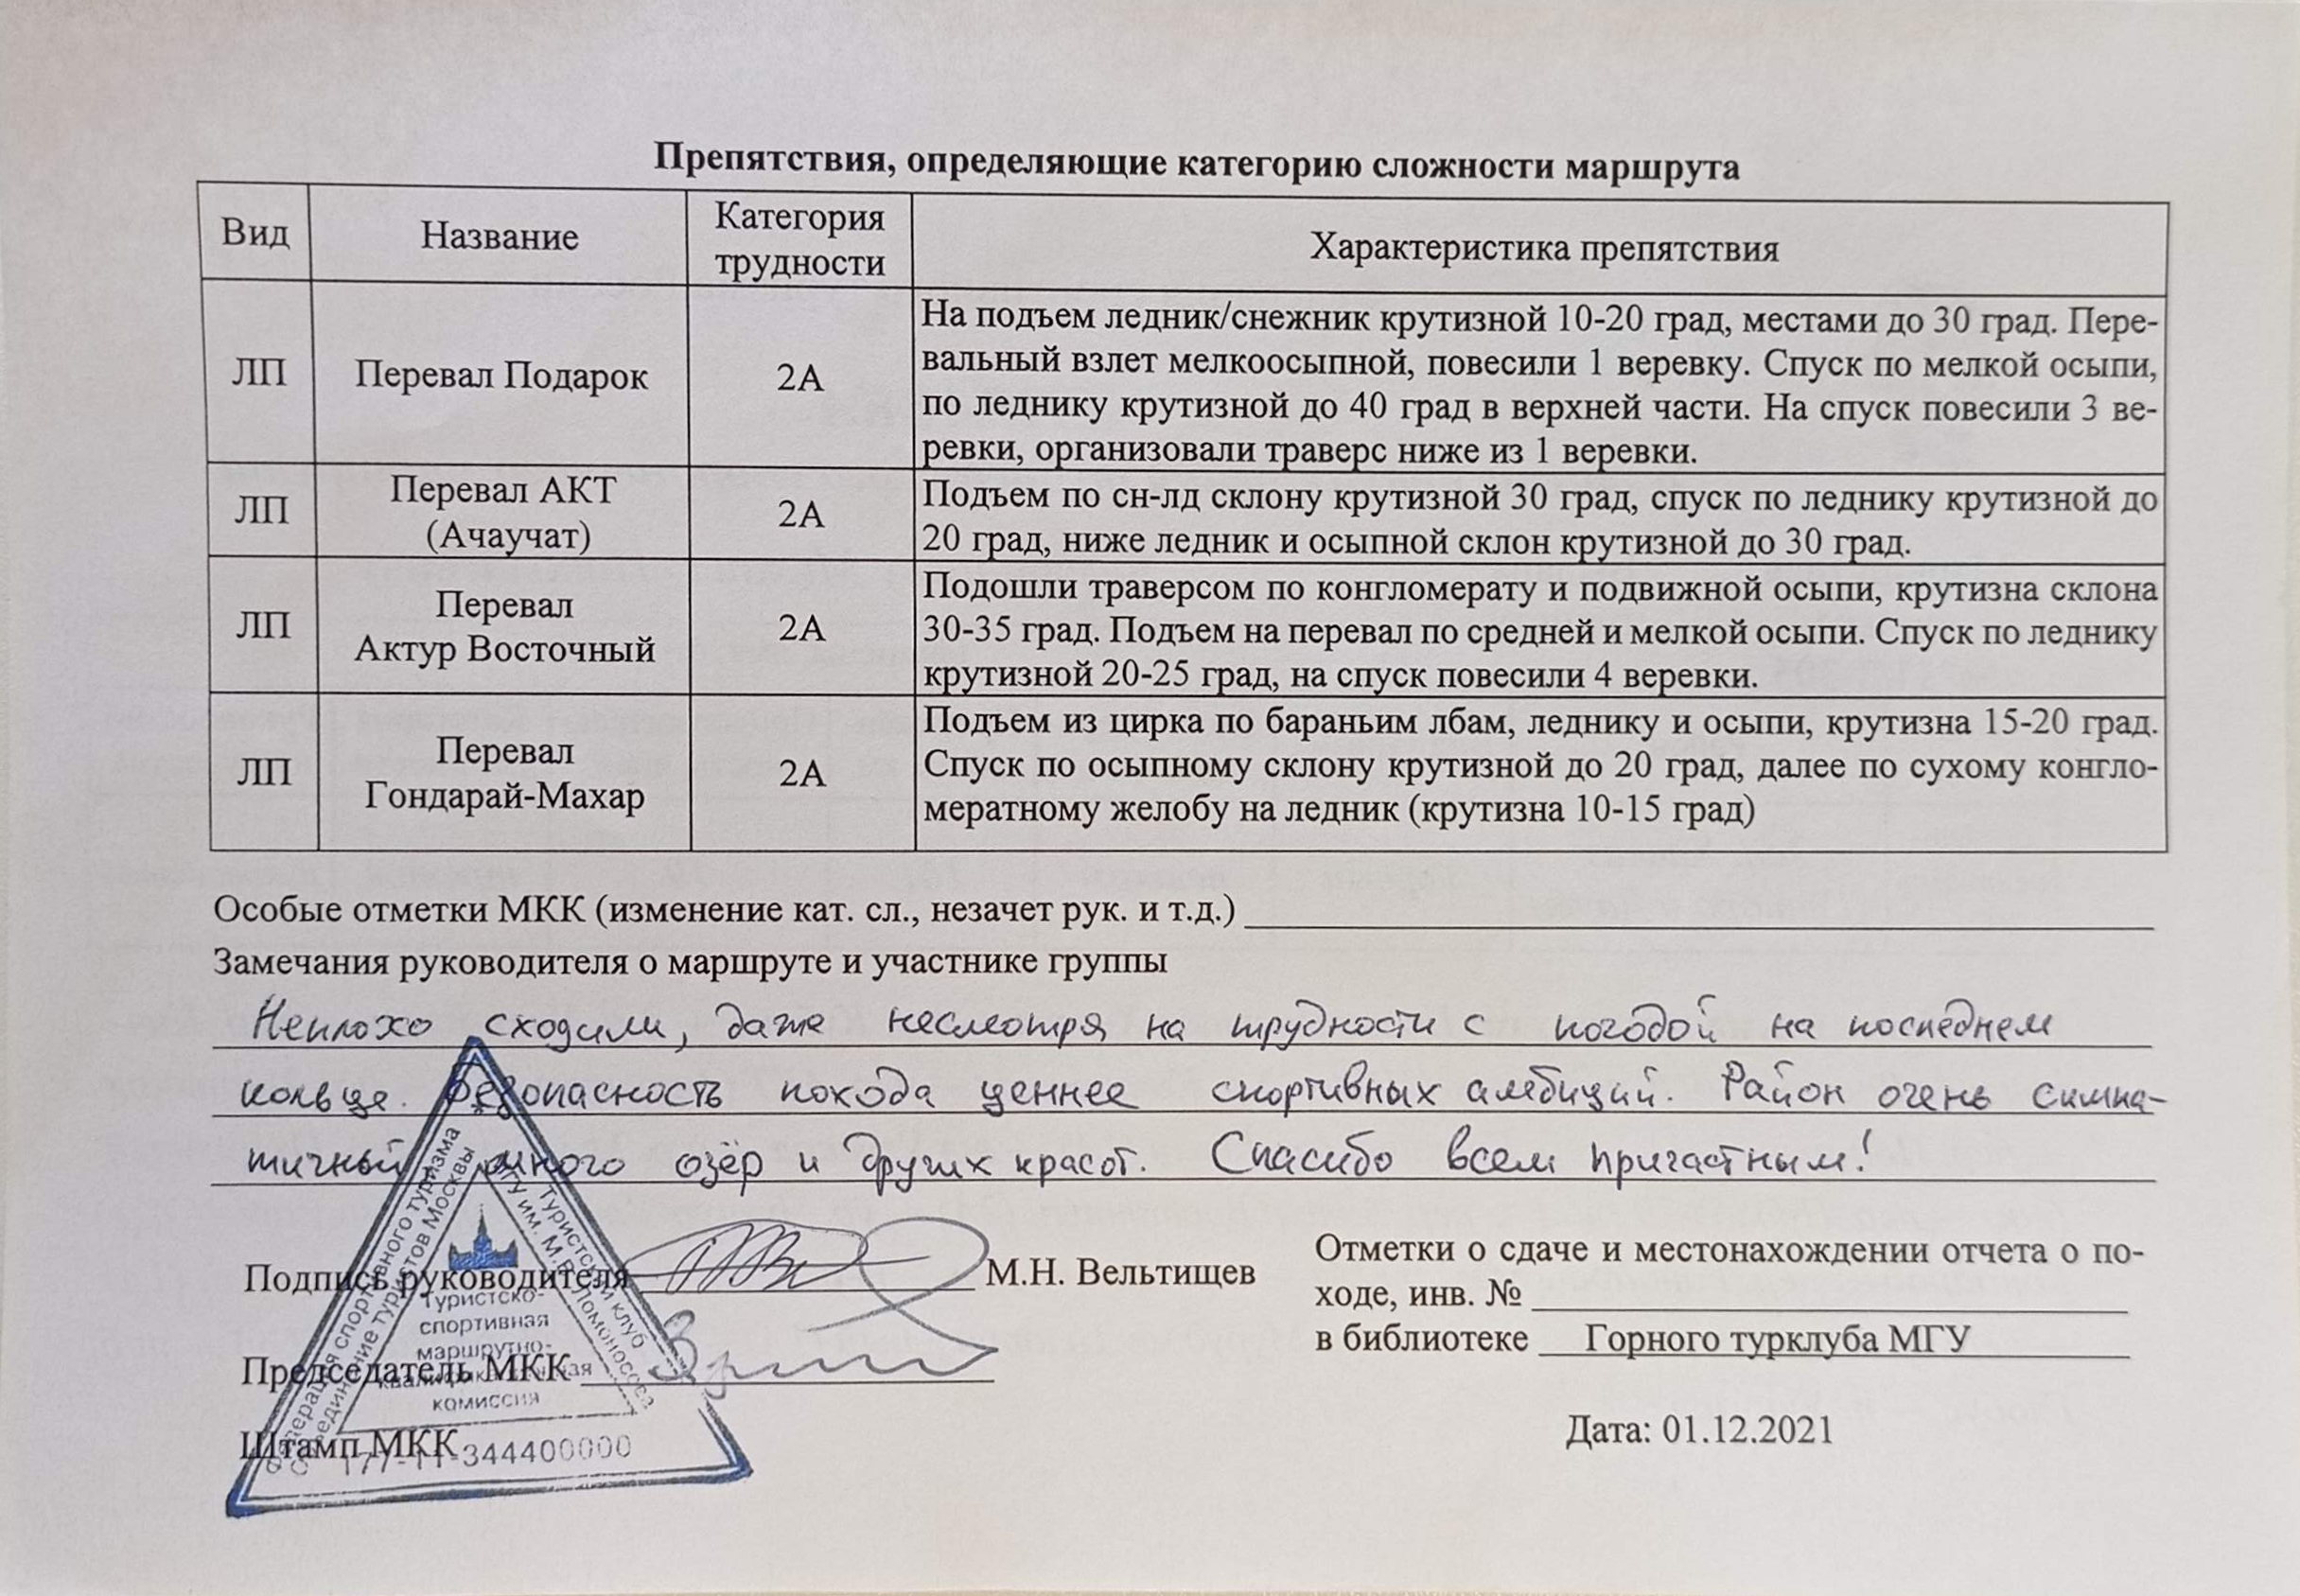 Препятствия, определяющие категорию сложности маршрута
Вид
Название
Категория
трудности
Характеристика препятствия
ЛП
Перевал Подарок
2А
На подъем ледник/снежник крутизной 10-20 град, местами до 30 град. Пере-
вальный взлет мелкоосыпной, повесили 1 веревку. Спуск по мелкой осыпи,
по леднику крутизной до 40 град в верхней части. На спуск повесили 3 ве-
ревки, организовали траверс ниже из 1 веревки.
ЛП
Перевал АКТ
(Ачаучат)
2А
Подъем по сн-лд склону крутизной 30 град, спуск по леднику крутизной до
20 град, ниже ледник и осыпной склон крутизной до 30 град.
ЛП
Перевал
Актур Восточный
2А
Подошли траверсом по конгломерату и подвижной осыпи, крутизна склона
30-35 град. Подъем на перевал по средней и мелкой осыпи. Спуск по леднику
крутизной 20-25 град, на спуск повесили 4 веревки.
ЛП
Перевал
Гондарай-Махар
2А
Подъем из цирка по бараньим лбам, леднику и осыпи, крутизна 15-20 град.
Спуск по осыпному склону крутизной до 20 град, далее по сухому конгло-
мератному желобу на ледник (крутизна 10-15 град)
Особые отметки МКК (изменение кат. сл., незачет рук. и т.д.)
Замечания руководителя о маршруте и участнике группы
Неплохо сходили, даже несмотря на трудности с погодой на последнем
кольце. Безопасность похода ценнее спортивных амбиций. Район очень симпа-
тичный, много озёр и других красот. Спасибо всем причастным!
Подпись руководителя М.Н. Вельтищев
Председатель МКК
Штамп МКК
Отметки о сдаче и местонахождении отчета о по-
ходе, инв. №
в библиотеке Горного турклуба МГУ
Дата: 01.12.2021
Федерация спортивного туризма
Объединение туристов Москвы
Туристский клуб
МГУ им. М.В. Ломоносова
Туристско-
спортивная
маршрутно-
квалификационная
комиссия
177-11-344400000